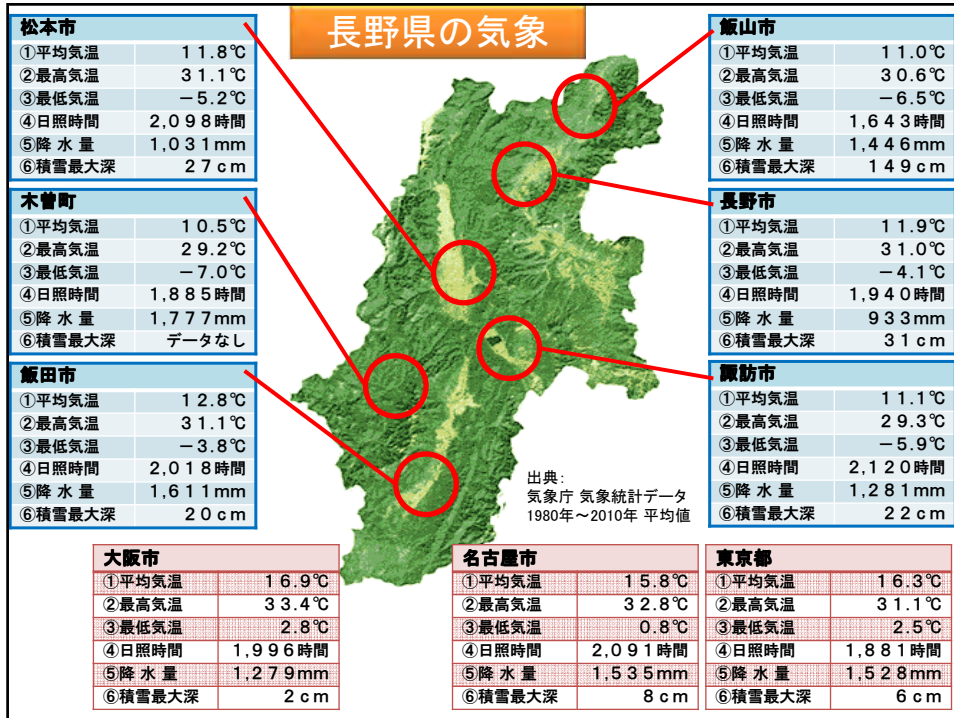 長野県の気象
松本市
①平均気温 11.8℃
②最高気温 31.1℃
③最低気温 －5.2℃
④日照時間 2,098時間
⑤降 水 量 1,031mm
⑥積雪最大深 27cm
木曽町
①平均気温 10.5℃
②最高気温 29.2℃
③最低気温 －7.0℃
④日照時間 1,885時間
⑤降 水 量 1,777mm
⑥積雪最大深 データなし
飯田市
①平均気温 12.8℃
②最高気温 31.1℃
③最低気温 －3.8℃
④日照時間 2,018時間
⑤降 水 量 1,611mm
⑥積雪最大深 20cm
飯山市
①平均気温 11.0℃
②最高気温 30.6℃
③最低気温 －6.5℃
④日照時間 1,643時間
⑤降 水 量 1,446mm
⑥積雪最大深 149cm
長野市
①平均気温 11.9℃
②最高気温 31.0℃
③最低気温 －4.1℃
④日照時間 1,940時間
⑤降 水 量 933mm
⑥積雪最大深 31cm
諏訪市
①平均気温 11.1℃
②最高気温 29.3℃
③最低気温 －5.9℃
④日照時間 2,120時間
⑤降 水 量 1,281mm
⑥積雪最大深 22cm
出典：
気象庁 気象統計データ
1980年～2010年 平均値
大阪市
①平均気温 16.9℃
②最高気温 33.4℃
③最低気温 2.8℃
④日照時間 1,996時間
⑤降 水 量 1,279mm
⑥積雪最大深 2cm
名古屋市
①平均気温 15.8℃
②最高気温 32.8℃
③最低気温 0.8℃
④日照時間 2,091時間
⑤降 水 量 1,535mm
⑥積雪最大深 8cm
東京都
①平均気温 16.3℃
②最高気温 31.1℃
③最低気温 2.5℃
④日照時間 1,881時間
⑤降 水 量 1,528mm
⑥積雪最大深 6cm